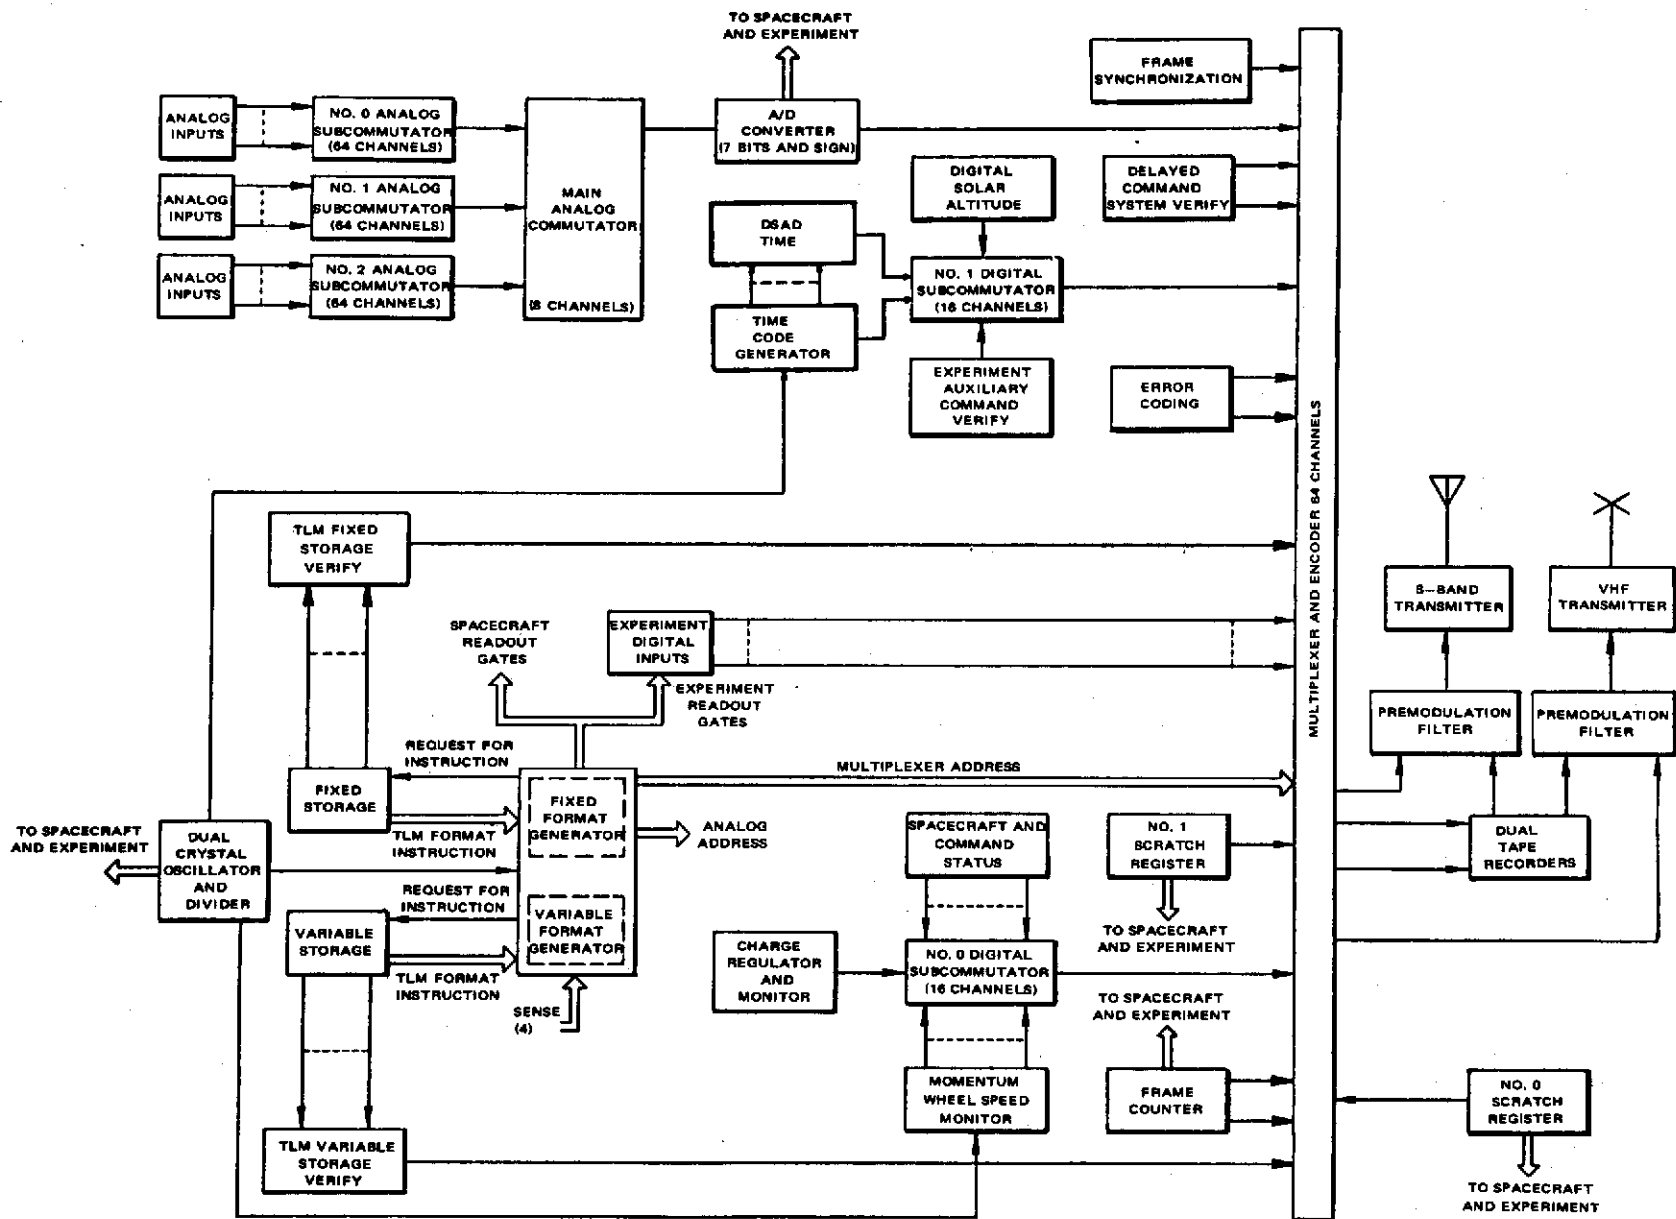 TO SPACECRAFT
AND EXPERIMENT
FRAME
SYNCHRONIZATION
ANALOG
INPUTS
NO. 0 ANALOG
SUBCOMMUTATOR
(64 CHANNELS)
MAIN
ANALOG
COMMUTATOR
(8 CHANNELS)
A/D
CONVERTER
(7 BITS AND SIGN)
ANALOG
INPUTS
NO. 1 ANALOG
SUBCOMMUTATOR
(64 CHANNELS)
DIGITAL
SOLAR
ALTITUDE
DELAYED
COMMAND
SYSTEM VERIFY
DSAD
TIME
ANALOG
INPUTS
NO. 2 ANALOG
SUBCOMMUTATOR
(64 CHANNELS)
NO. 1 DIGITAL
SUBCOMMUTATOR
(16 CHANNELS)
TIME
CODE
GENERATOR
EXPERIMENT
AUXILIARY
COMMAND
VERIFY
ERROR
CODING
MULTIPLEXER AND ENCODER 64 CHANNELS
TLM FIXED
STORAGE
VERIFY
S-BAND
TRANSMITTER
VHF
TRANSMITTER
SPACECRAFT
READOUT
GATES
EXPERIMENT
DIGITAL
INPUTS
EXPERIMENT
READOUT
GATES
PREMODULATION
FILTER
PREMODULATION
FILTER
REQUEST FOR
INSTRUCTION
MULTIPLEXER ADDRESS
FIXED
STORAGE
FIXED
FORMAT
GENERATOR
TLM FORMAT
INSTRUCTION
ANALOG
ADDRESS
TO SPACECRAFT
AND EXPERIMENT
DUAL
CRYSTAL
OSCILLATOR
AND
DIVIDER
SPACECRAFT AND
COMMAND
STATUS
NO. 1
SCRATCH
REGISTER
DUAL
TAPE
RECORDERS
REQUEST FOR
INSTRUCTION
VARIABLE
STORAGE
VARIABLE
FORMAT
GENERATOR
TLM FORMAT
INSTRUCTION
SENSE
(4)
CHARGE
REGULATOR
AND
MONITOR
NO. 0 DIGITAL
SUBCOMMUTATOR
(16 CHANNELS)
TO SPACECRAFT
AND EXPERIMENT
TO SPACECRAFT
AND EXPERIMENT
MOMENTUM
WHEEL SPEED
MONITOR
FRAME
COUNTER
NO. 0
SCRATCH
REGISTER
TLM VARIABLE
STORAGE
VERIFY
TO SPACECRAFT
AND EXPERIMENT